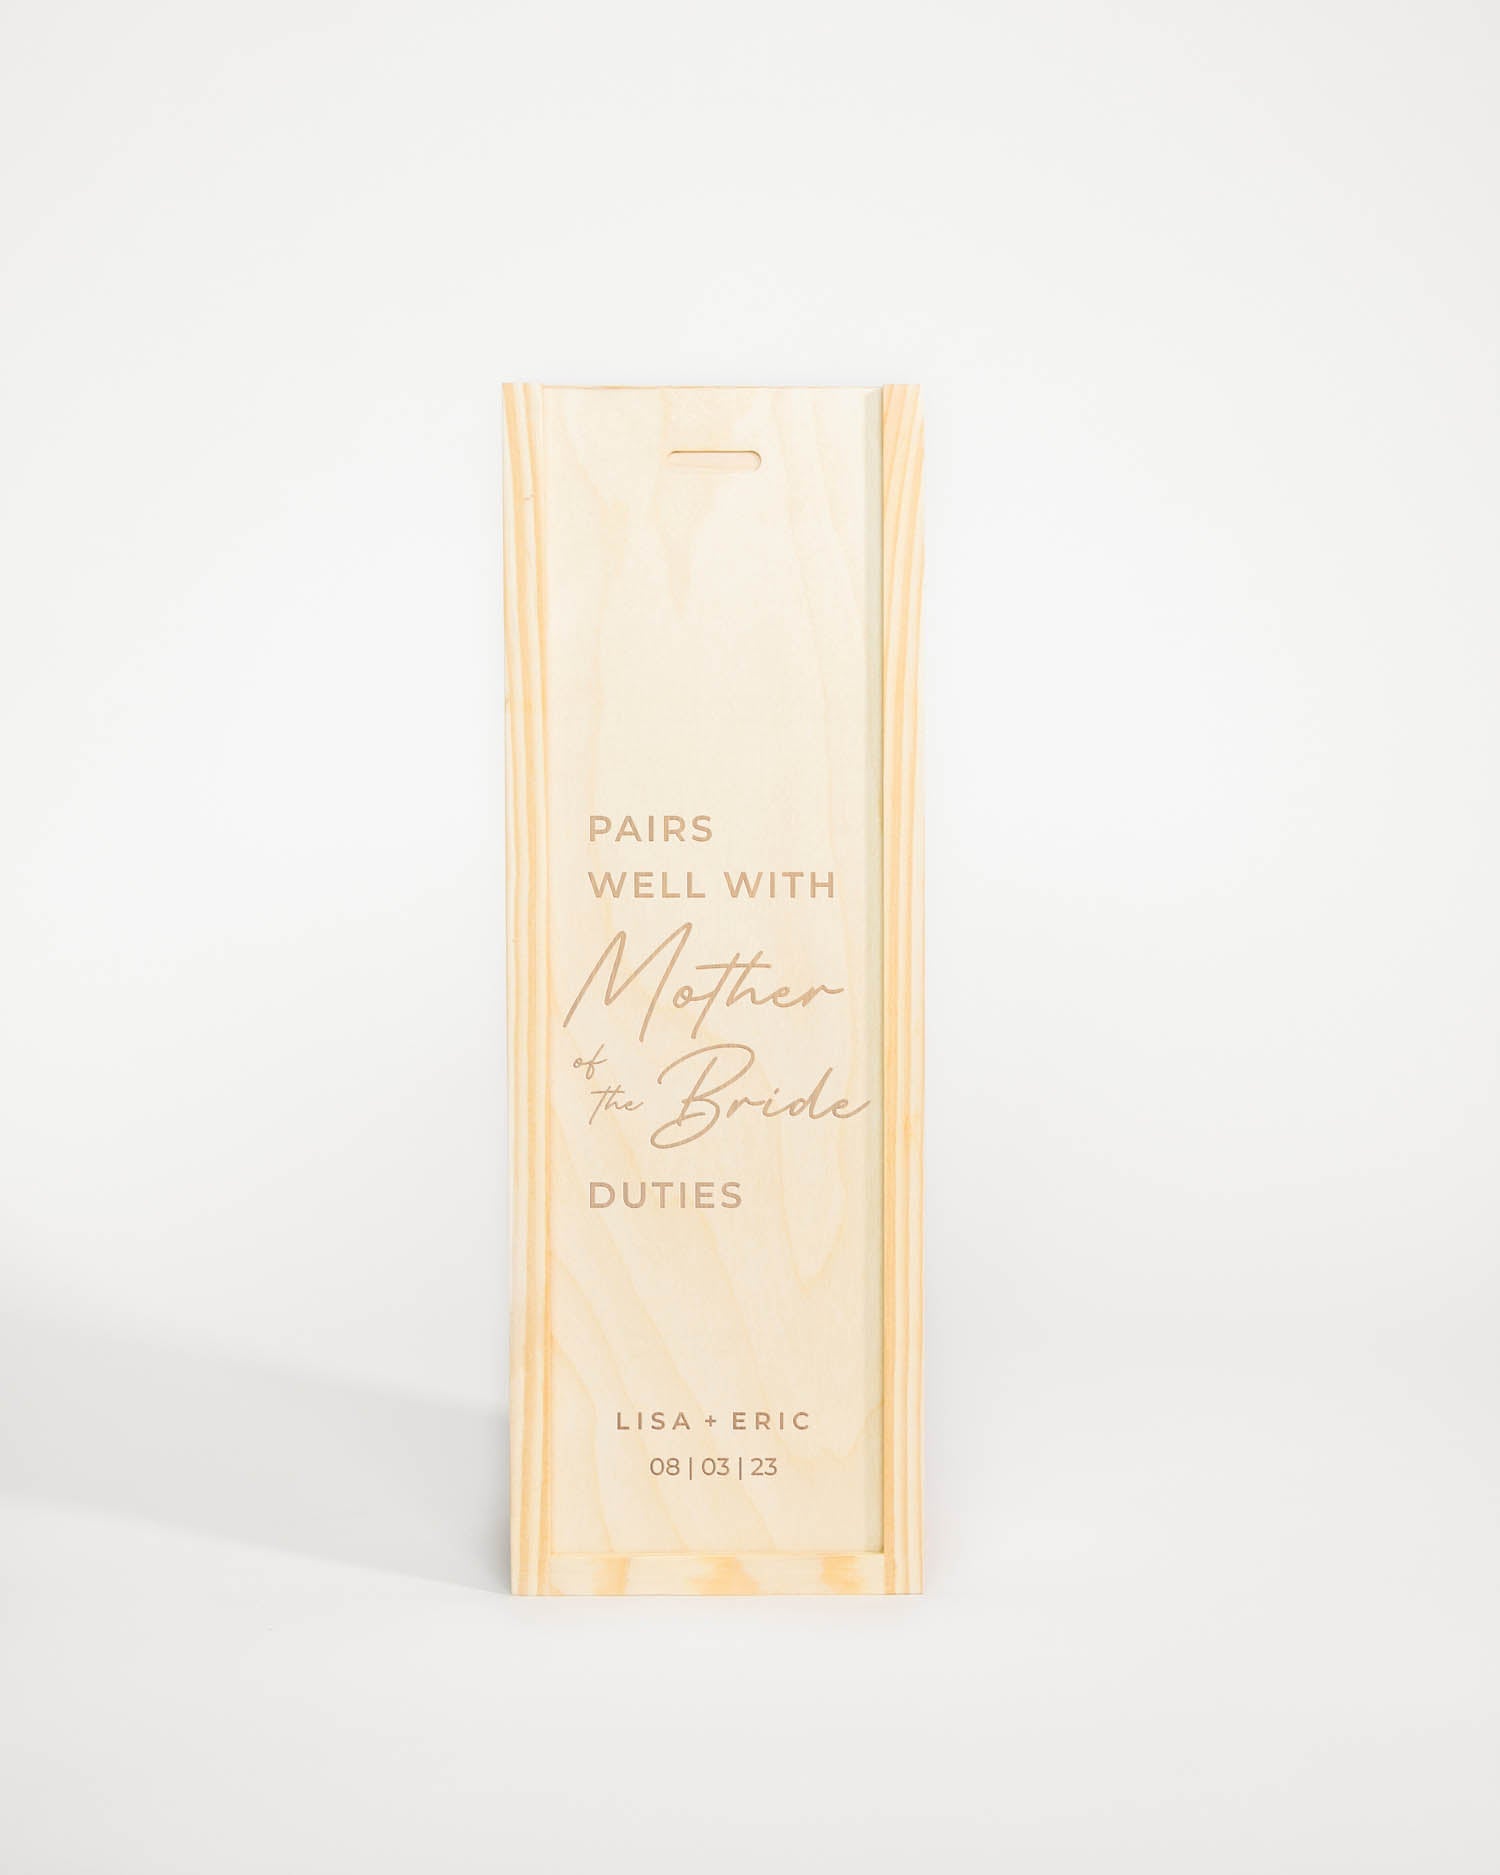 PAIRS
WELL WITH
Mother
of
the Bride
DUTIES
LISA + ERIC
08 | 03 | 23